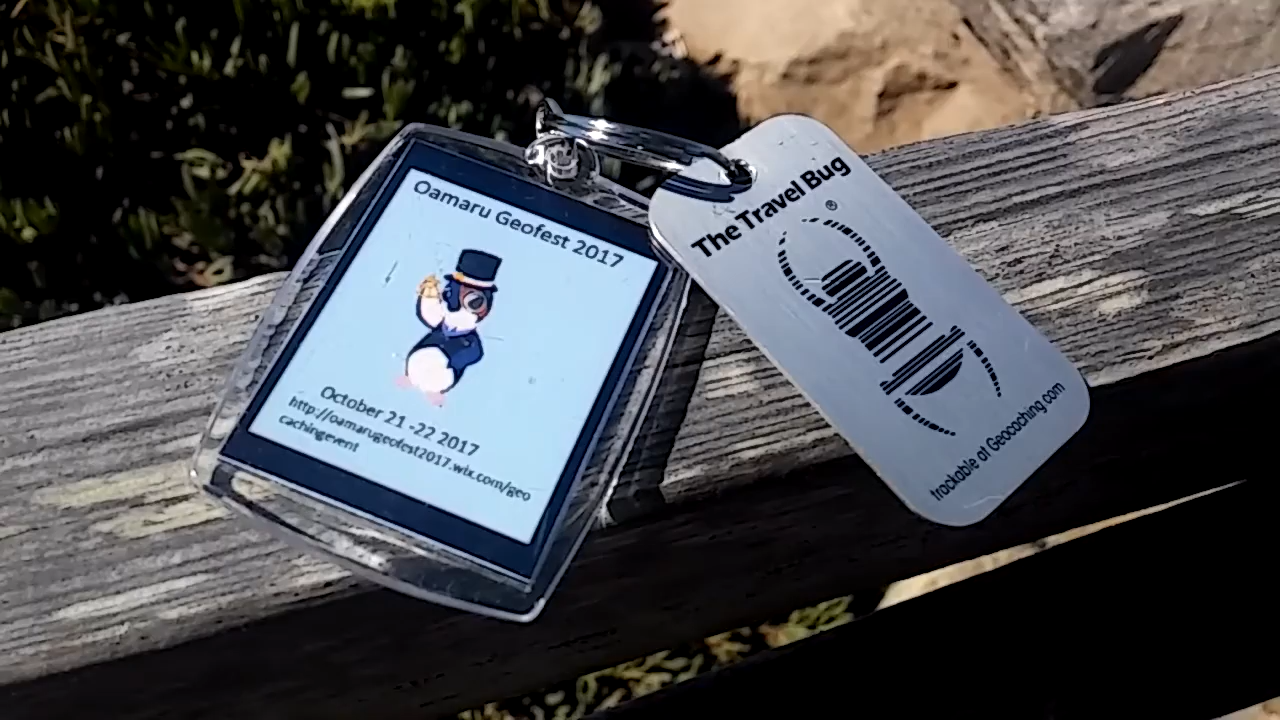 Oamaru Geofest 2017
October 21 -22 2017
http://oamarugeofest2017.wix.com/geo
cachingevent
The Travel Bug
®
trackable at Geocaching.com